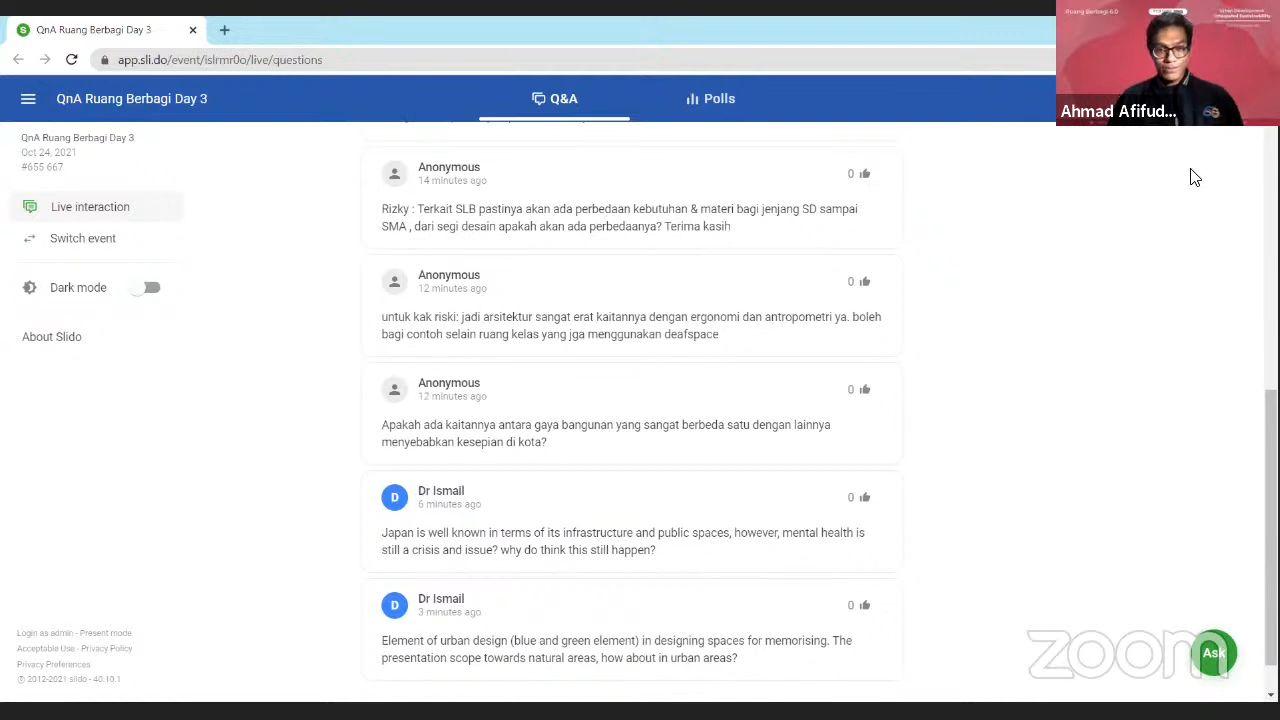 QnA Ruang Berbagi Day 3
app.sli.do/event/islrmr0o/live/questions
QnA Ruang Berbagi Day 3
Q&A
Polls
Ruang Berbagi 6.0
Ahmad Afifud...
QnA Ruang Berbagi Day 3
Oct 24, 2021
#655 667
Live interaction
Switch event
Dark mode
About Slido
Anonymous
0
14 minutes ago
Rizky : Terkait SLB pastinya akan ada perbedaan kebutuhan & materi bagi jenjang SD sampai
SMA , dari segi desain apakah akan ada perbedaanya? Terima kasih
Anonymous
0
12 minutes ago
untuk kak riski: jadi arsitektur sangat erat kaitannya dengan ergonomi dan antropometri ya. boleh
bagi contoh selain ruang kelas yang jga menggunakan deafspace
Anonymous
0
12 minutes ago
Apakah ada kaitannya antara gaya bangunan yang sangat berbeda satu dengan lainnya
menyebabkan kesepian di kota?
D
Dr Ismail
0
6 minutes ago
Japan is well known in terms of its infrastructure and public spaces, however, mental health is
still a crisis and issue? why do think this still happen?
D
Dr Ismail
0
3 minutes ago
Element of urban design (blue and green element) in designing spaces for memorising. The
presentation scope towards natural areas, how about in urban areas?
Login as admin - Present mode
Acceptable Use - Privacy Policy
Privacy Preferences
© 2012-2021 slido - 40.10.1
zoom
Ask